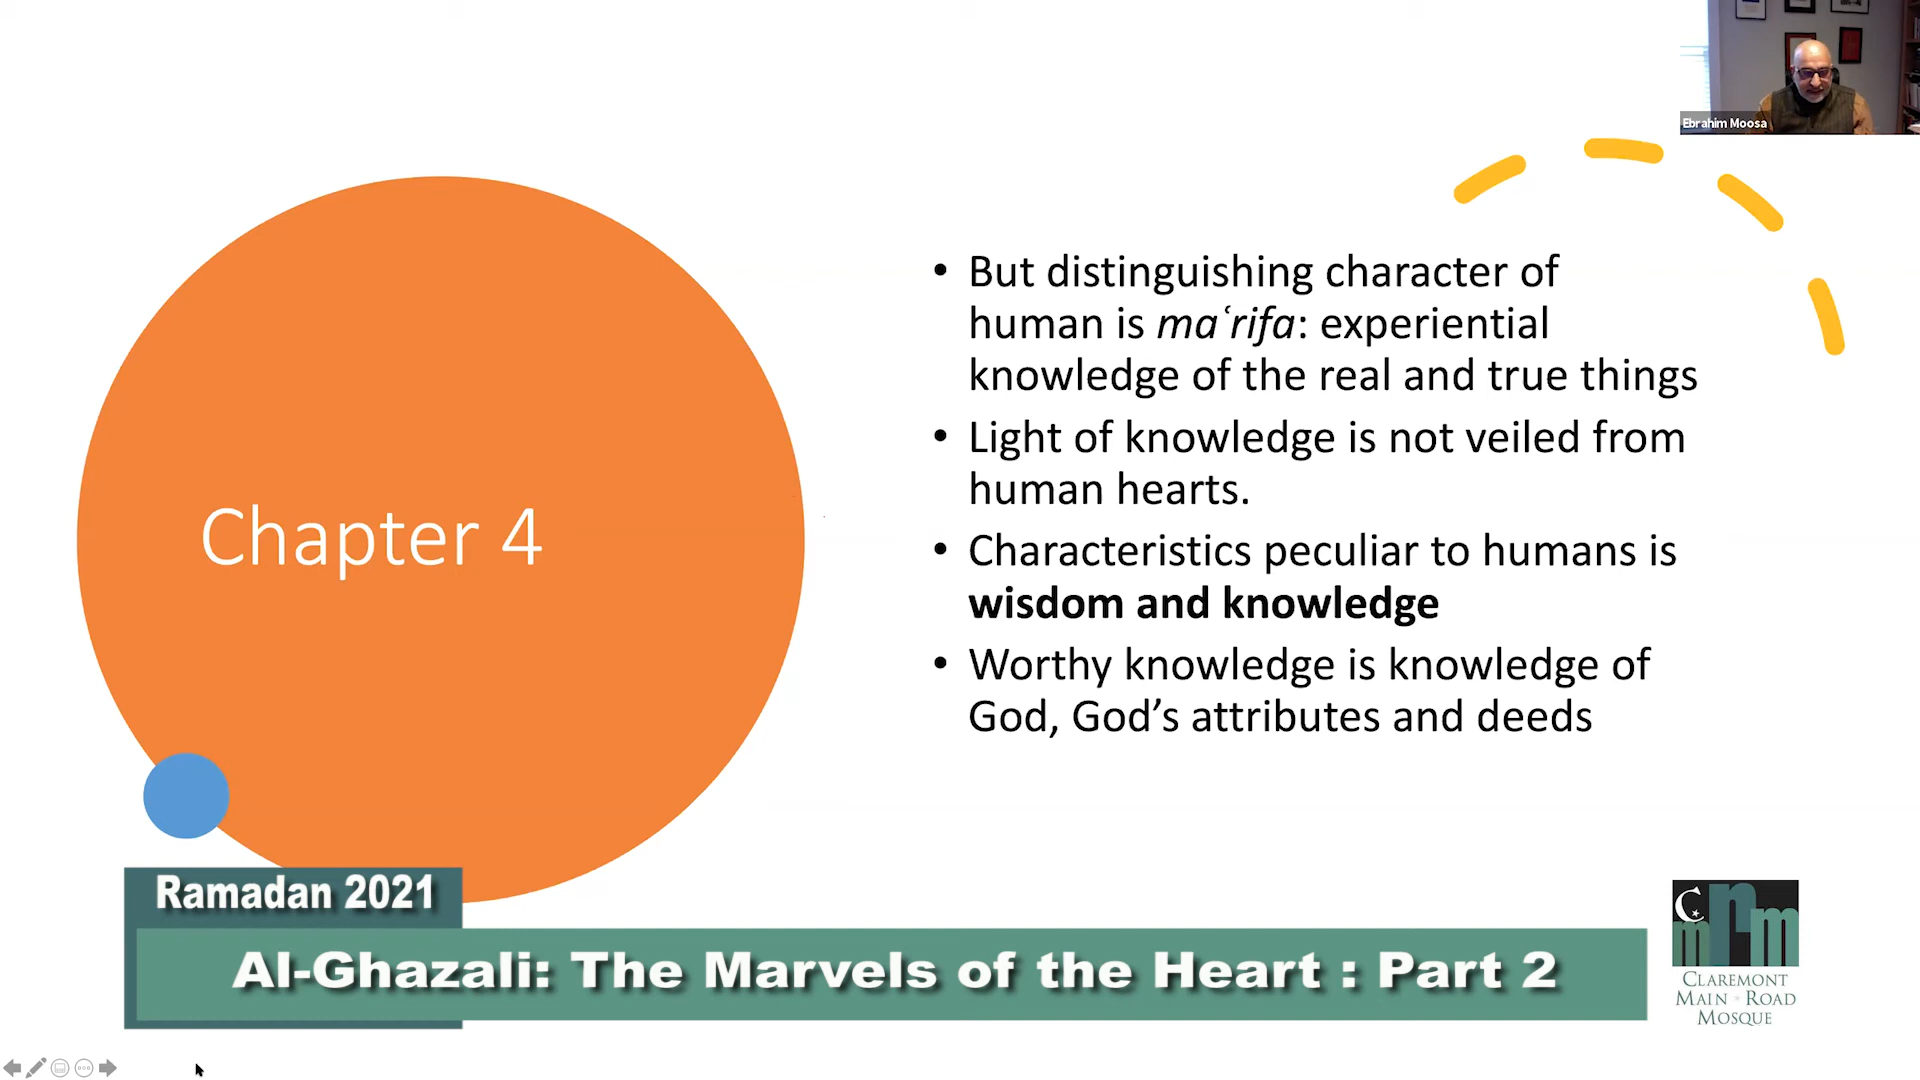 Ebrahim Moosa
Chapter 4
• But distinguishing character of
human is maʿrifa: experiential
knowledge of the real and true things
• Light of knowledge is not veiled from
human hearts.
• Characteristics peculiar to humans is
wisdom and knowledge
• Worthy knowledge is knowledge of
God, God’s attributes and deeds
Ramadan 2021
Al-Ghazali: The Marvels of the Heart : Part 2
cmrm
Claremont
Main Road
Mosque